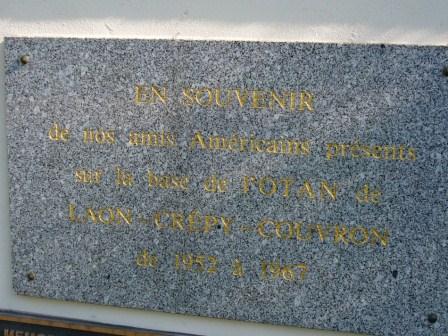 EN SOUVENIR
de nos amis Américains présents
sur la base de l'OTAN de
LAON - CRÉPY - COUVRON
de 1952 à 1967